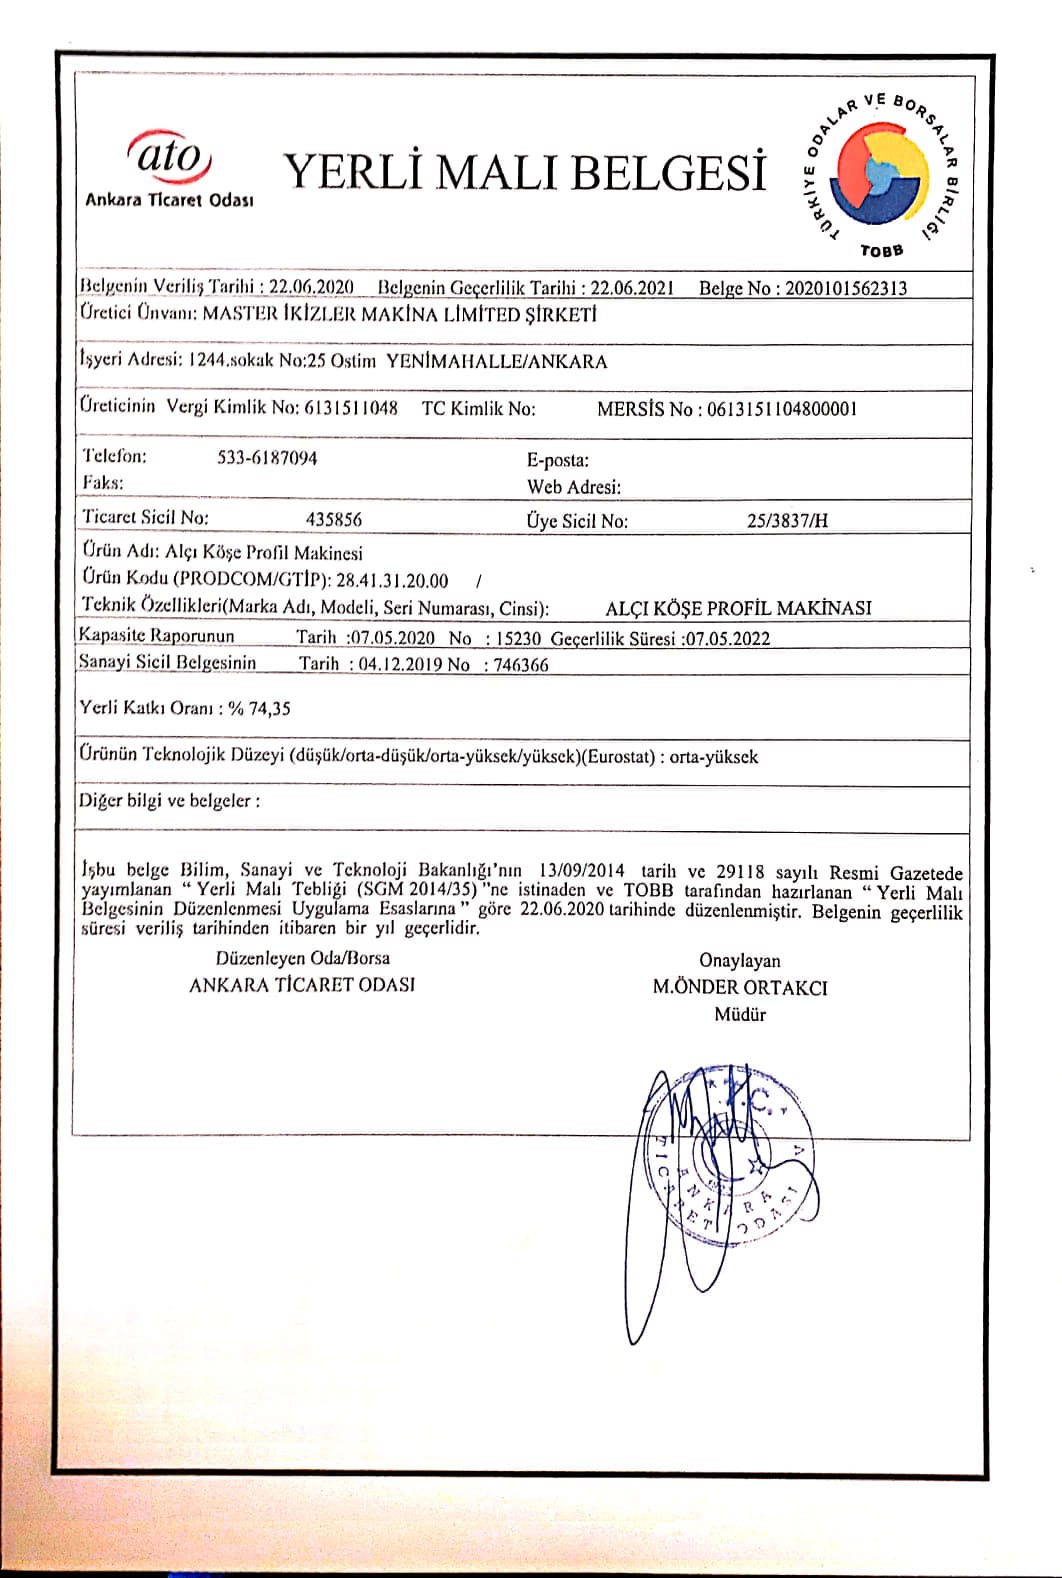 ato
Ankara Ticaret Odası
YERLİ MALI BELGESİ
TÜRKİYE ODALAR VE BORSALAR BİRLİĞİ
TOBB
Belgenin Veriliş Tarihi : 22.06.2020 Belgenin Geçerlilik Tarihi : 22.06.2021 Belge No : 2020101562313
Üretici Ünvanı: MASTER İKİZLER MAKİNA LİMİTED ŞİRKETİ
İşyeri Adresi: 1244.sokak No:25 Ostim YENİMAHALLE/ANKARA
Üreticinin Vergi Kimlik No: 6131511048 TC Kimlik No: MERSİS No : 0613151104800001
Telefon: 533-6187094 E-posta:
Faks: Web Adresi:
Ticaret Sicil No: 435856 Üye Sicil No: 25/3837/H
Ürün Adı: Alçı Köşe Profil Makinesi
Ürün Kodu (PRODCOM/GTİP): 28.41.31.20.00 /
Teknik Özellikleri(Marka Adı, Modeli, Seri Numarası, Cinsi): ALÇI KÖŞE PROFİL MAKİNASI
Kapasite Raporunun Tarih :07.05.2020 No : 15230 Geçerlilik Süresi :07.05.2022
Sanayi Sicil Belgesinin Tarih : 04.12.2019 No : 746366
Yerli Katkı Oranı : % 74,35
Ürünün Teknolojik Düzeyi (düşük/orta-düşük/orta-yüksek/yüksek)(Eurostat) : orta-yüksek
Diğer bilgi ve belgeler :
İşbu belge Bilim, Sanayi ve Teknoloji Bakanlığı'nın 13/09/2014 tarih ve 29118 sayılı Resmi Gazetede
yayımlanan “ Yerli Malı Tebliği (SGM 2014/35) ”ne istinaden ve TOBB tarafından hazırlanan “ Yerli Malı
Belgesinin Düzenlenmesi Uygulama Esaslarına ” göre 22.06.2020 tarihinde düzenlenmiştir. Belgenin geçerlilik
süresi veriliş tarihinden itibaren bir yıl geçerlidir.
Düzenleyen Oda/Borsa Onaylayan
ANKARA TİCARET ODASI M.ÖNDER ORTAKCI
Müdür
T.C.
ANKARA
TİCARET ODASI